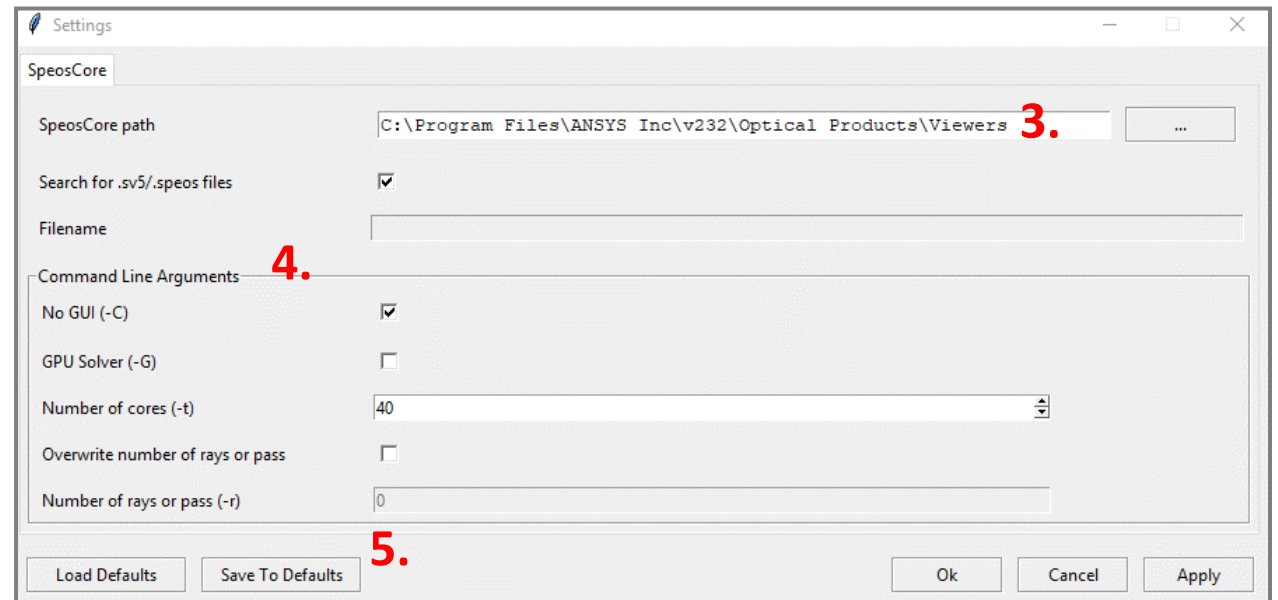 Settings
SpeosCore
SpeosCore path C:\Program Files\ANSYS Inc\v232\Optical Products\Viewers 3. ...
Search for .sv5/.speos files
Filename
4.
Command Line Arguments
No GUI (-C)
GPU Solver (-G)
Number of cores (-t) 40
Overwrite number of rays or pass
Number of rays or pass (-r) 0
5.
Load Defaults Save To Defaults Ok Cancel Apply